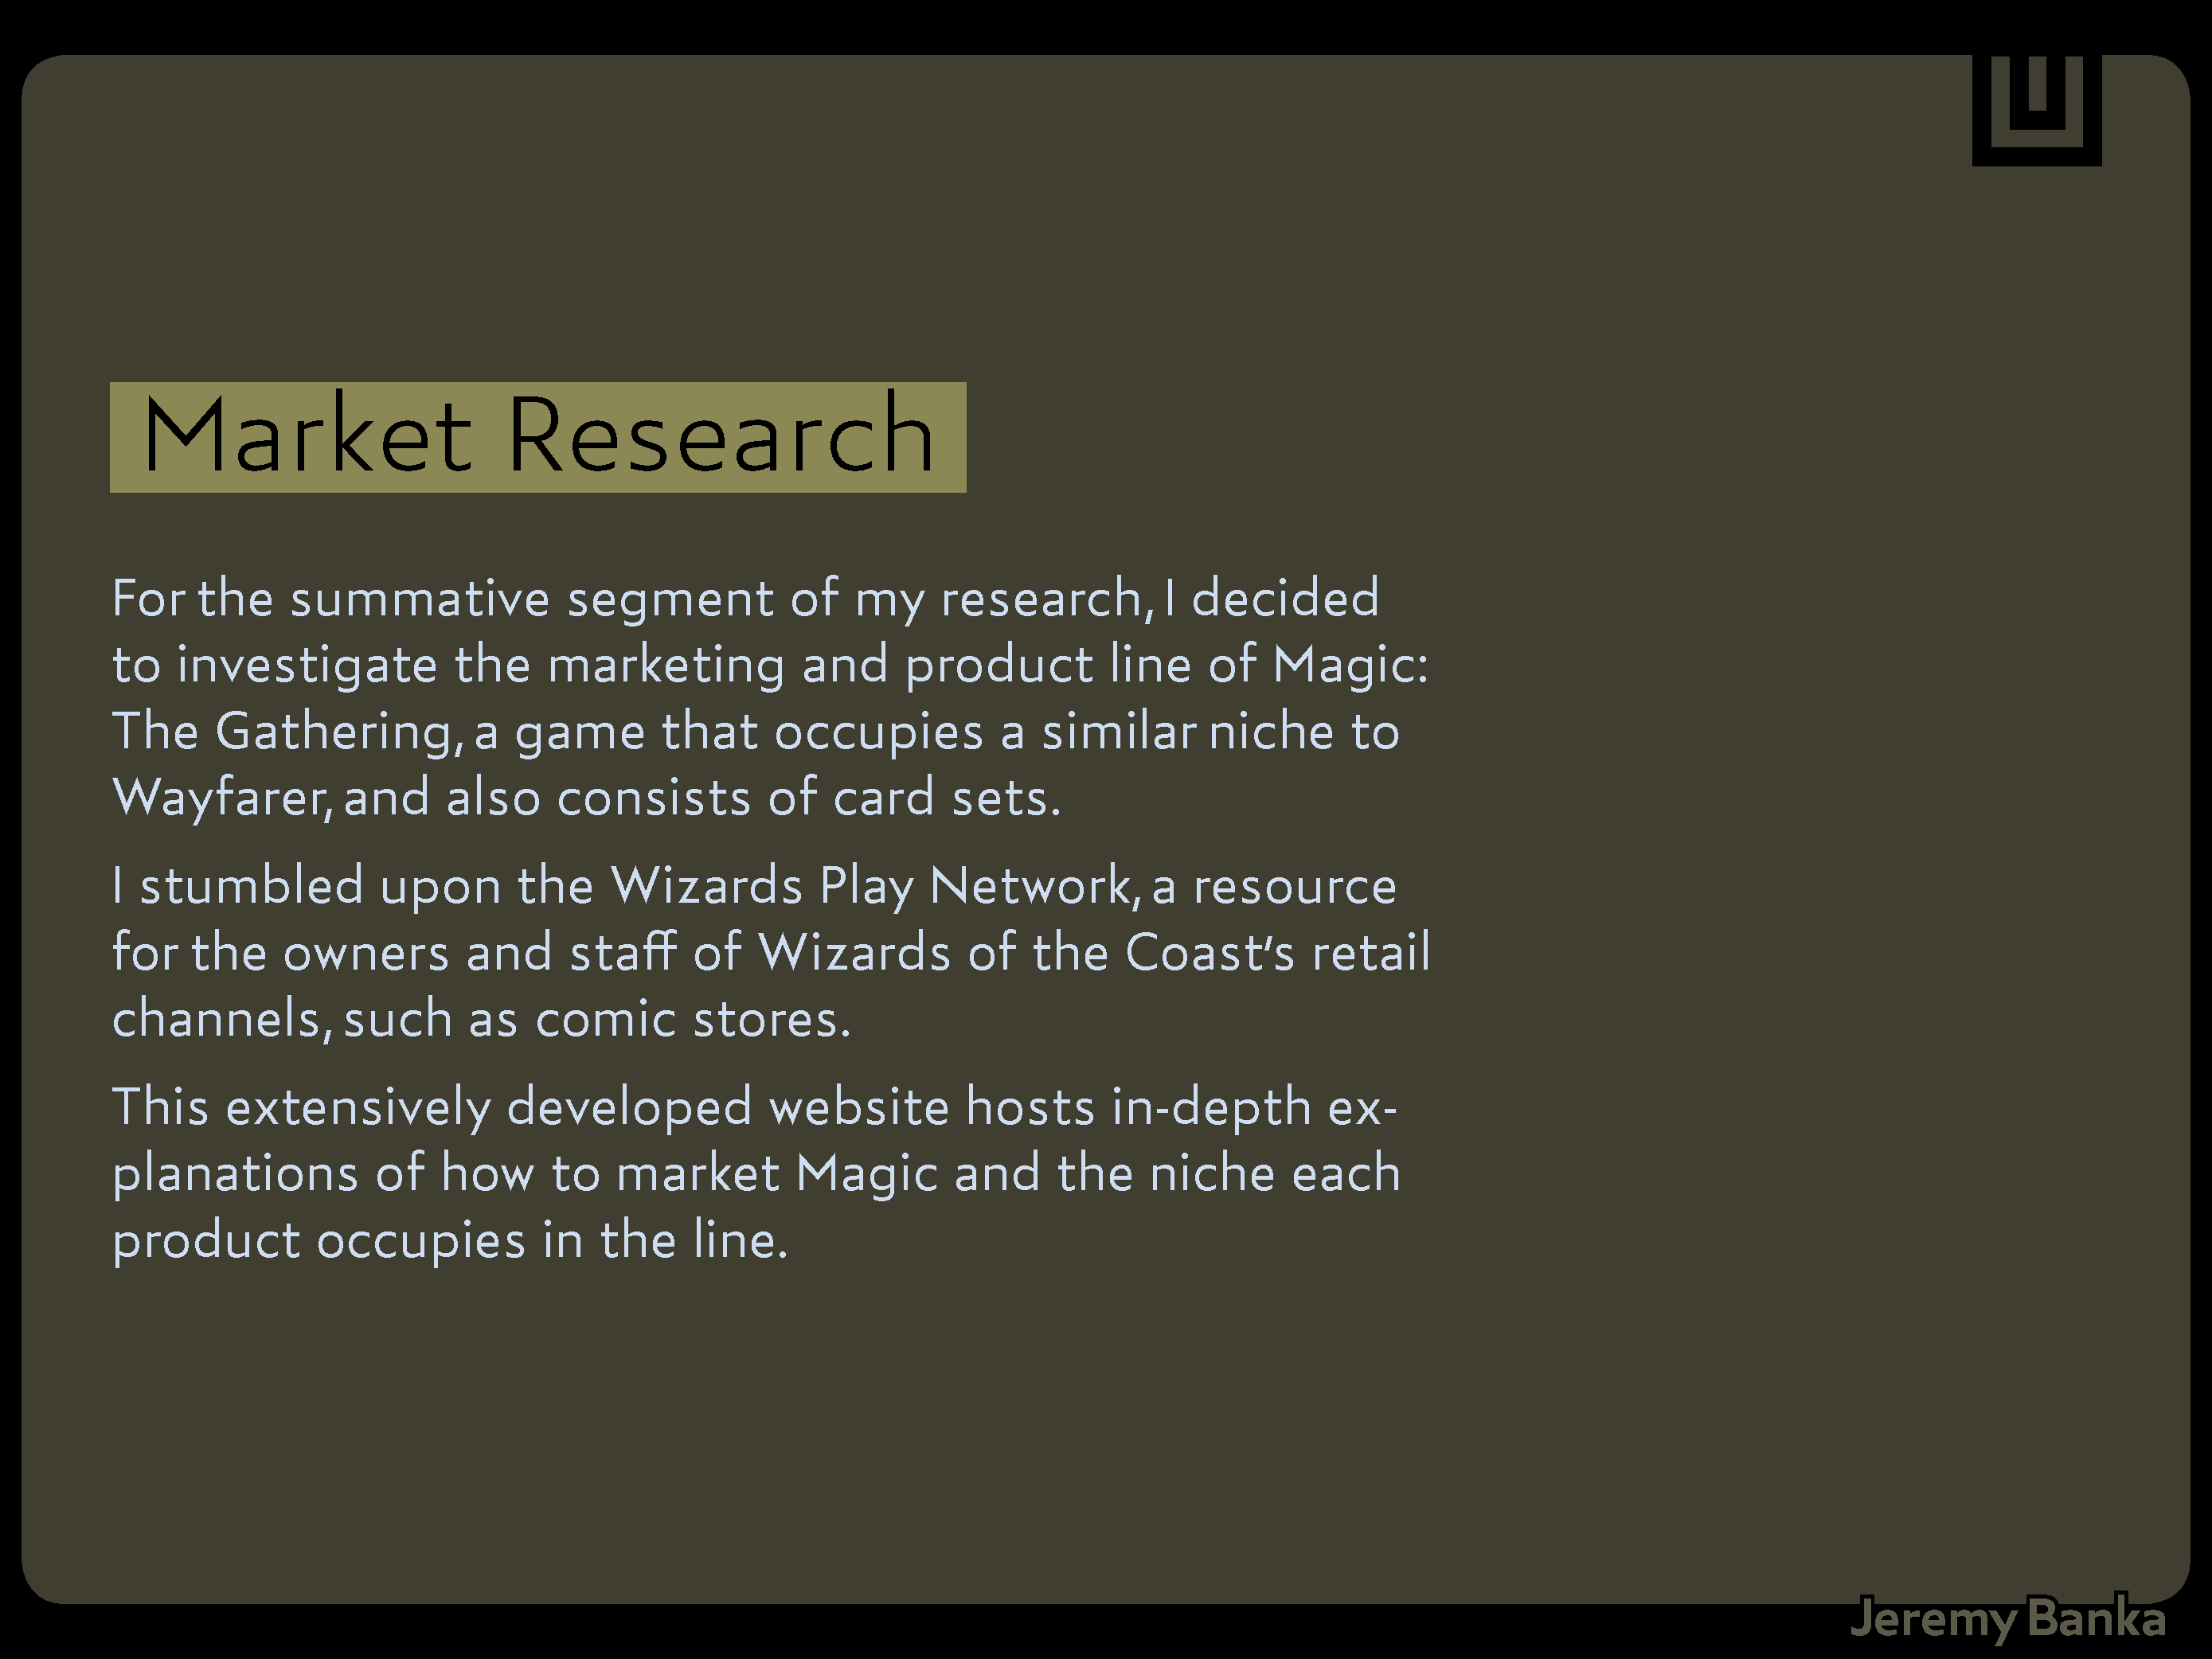 Market Research
For the summative segment of my research, I decided
to investigate the marketing and product line of Magic:
The Gathering, a game that occupies a similar niche to
Wayfarer, and also consists of card sets.
I stumbled upon the Wizards Play Network, a resource
for the owners and staff of Wizards of the Coast's retail
channels, such as comic stores.
This extensively developed website hosts in-depth ex-
planations of how to market Magic and the niche each
product occupies in the line.
Jeremy Banka